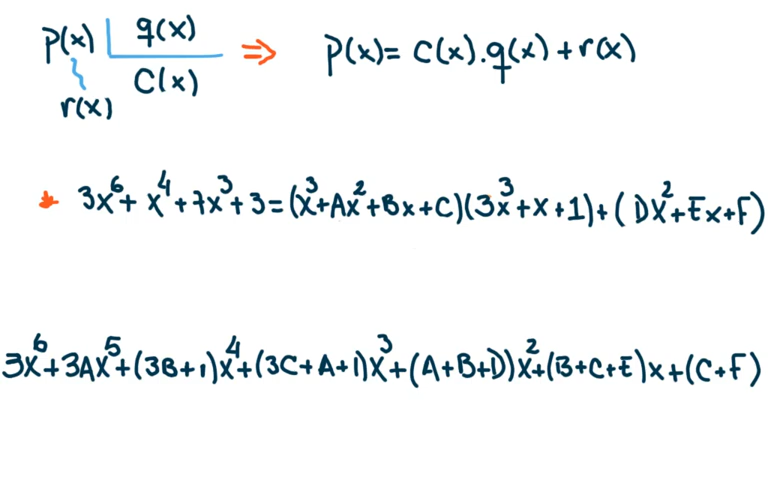 p(x) q(x) ⇒ p(x)= C(x).q(x)+r(x)
C(x)
r(x)
* 3x⁶+x⁴+7x³+3=(x³+Ax²+Bx+C)(3x³+x+1)+(Dx²+Ex+F)
3x⁶+3Ax⁵+(3B+1)x⁴+(3C+A+1)x³+(A+B+D)x²+(B+C+E)x+(C+F)